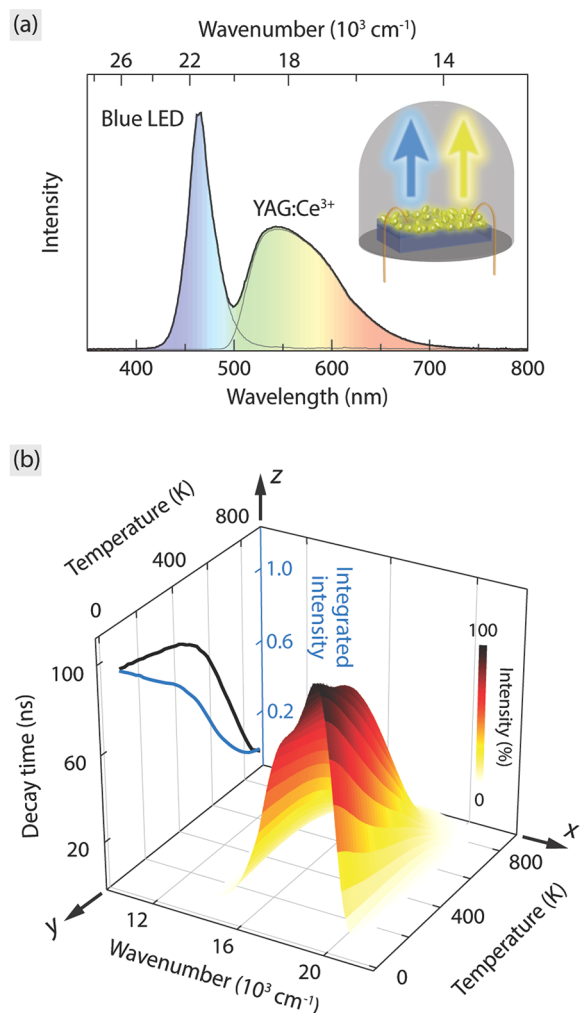 (a)
Wavenumber (10³ cm⁻¹)
26 22 18 14
Blue LED
YAG:Ce³⁺
Intensity
400 500 600 700 800
Wavelength (nm)
(b)
z
Temperature (K)
800
400
0
1.0
0.6
0.2
Integrated
intensity
100
Intensity (%)
0
100
60
20
Decay time (ns)
x
800
400
0
Temperature (K)
y
12
16
20
Wavenumber (10³ cm⁻¹)